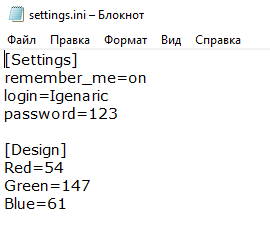 settings.ini – Блокнот
Файл Правка Формат Вид Справка
[Settings]
remember_me=on
login=Igenaric
password=123

[Design]
Red=54
Green=147
Blue=61